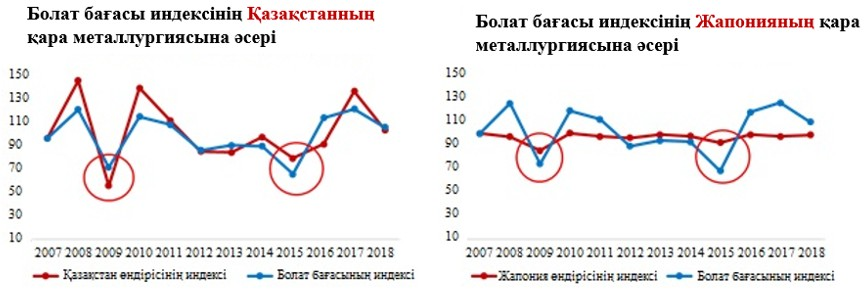 Болат бағасы индексінің Қазақстанның
қара металлургиясына әсері
150
130
110
90
70
50
30
10
2007 2008 2009 2010 2011 2012 2013 2014 2015 2016 2017 2018
Қазақстан өндірісінің индексі Болат бағасының индексі
Болат бағасы индексінің Жапонияның қара
металлургиясына әсері
150
130
110
90
70
50
30
10
2007 2008 2009 2010 2011 2012 2013 2014 2015 2016 2017 2018
Жапония өндірісінің индексі Болат бағасының индексі